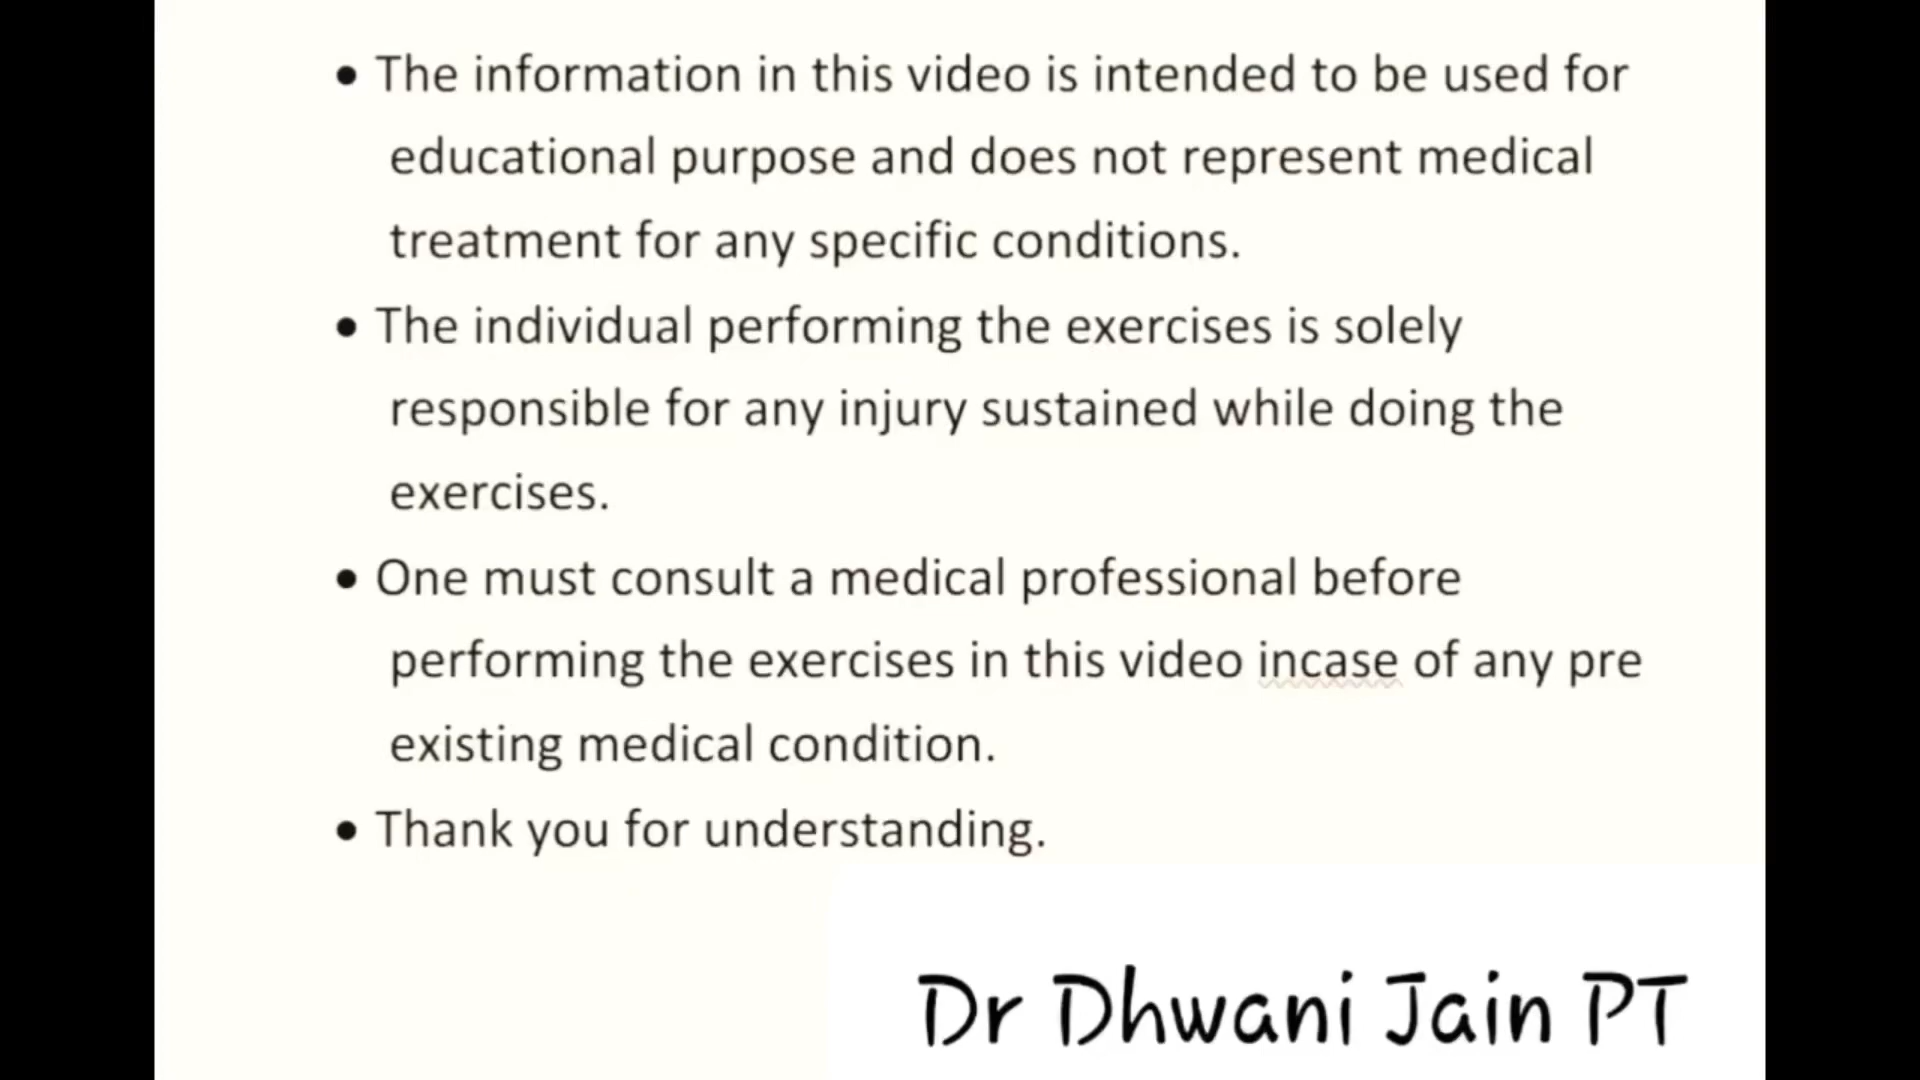 • The information in this video is intended to be used for
educational purpose and does not represent medical
treatment for any specific conditions.
• The individual performing the exercises is solely
responsible for any injury sustained while doing the
exercises.
• One must consult a medical professional before
performing the exercises in this video incase of any pre
existing medical condition.
• Thank you for understanding.
Dr Dhwani Jain PT